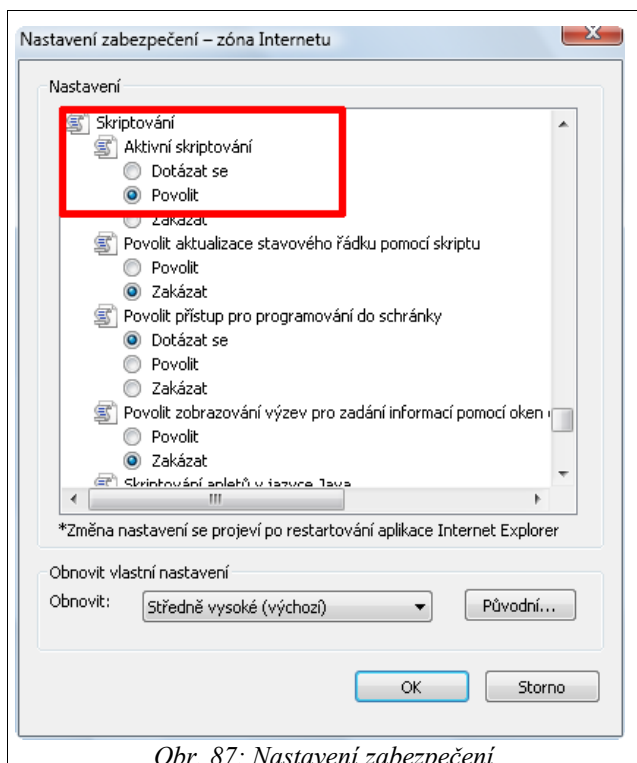 Nastavení zabezpečení – zóna Internetu
Nastavení
Skriptování
Aktivní skriptování
Dotázat se
Povolit
Zakázat
Povolit aktualizace stavového řádku pomocí skriptu
Povolit
Zakázat
Povolit přístup pro programování do schránky
Dotázat se
Povolit
Zakázat
Povolit zobrazování výzev pro zadání informací pomocí oken
Povolit
Zakázat
Skriptování apletů v jazyce Java
*Změna nastavení se projeví po restartování aplikace Internet Explorer
Obnovit vlastní nastavení
Obnovit: Středně vysoké (výchozí) Původní...
OK Storno
Obr. 87: Nastavení zabezpečení